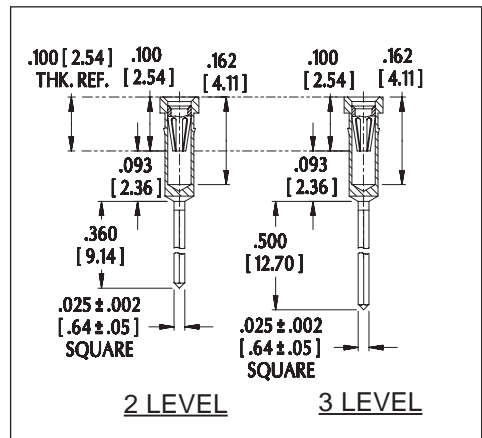 .100 [ 2.54 ]
THK. REF.
.100
[ 2.54 ]
.162
[ 4.11 ]
.100
[ 2.54 ]
.162
[ 4.11 ]
.093
[ 2.36 ]
.093
[ 2.36 ]
.360
[ 9.14 ]
.500
[ 12.70 ]
.025 ± .002
[ .64 ± .05 ]
SQUARE
.025 ± .002
[ .64 ± .05 ]
SQUARE
2 LEVEL
3 LEVEL